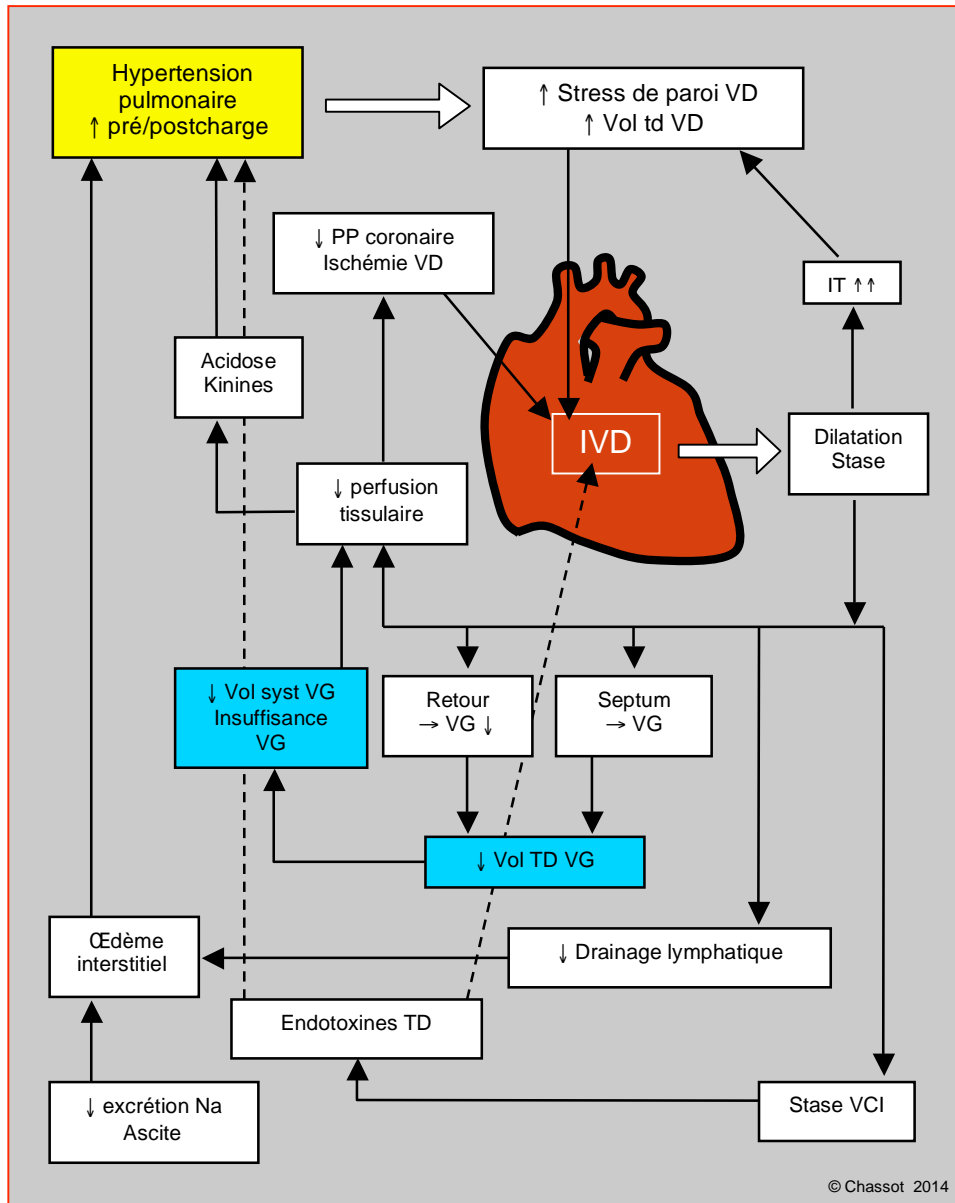 Hypertension
pulmonaire
↑ pré/postcharge
↑ Stress de paroi VD
↑ Vol td VD
↓ PP coronaire
Ischémie VD
IT ↑↑
Acidose
Kinines
IVD
Dilatation
Stase
↓ perfusion
tissulaire
↓ Vol syst VG
Insuffisance
VG
Retour
→ VG ↓
Septum
→ VG
↓ Vol TD VG
Œdème
interstitiel
↓ Drainage lymphatique
Endotoxines TD
↓ excrétion Na
Ascite
Stase VCI
© Chassot 2014